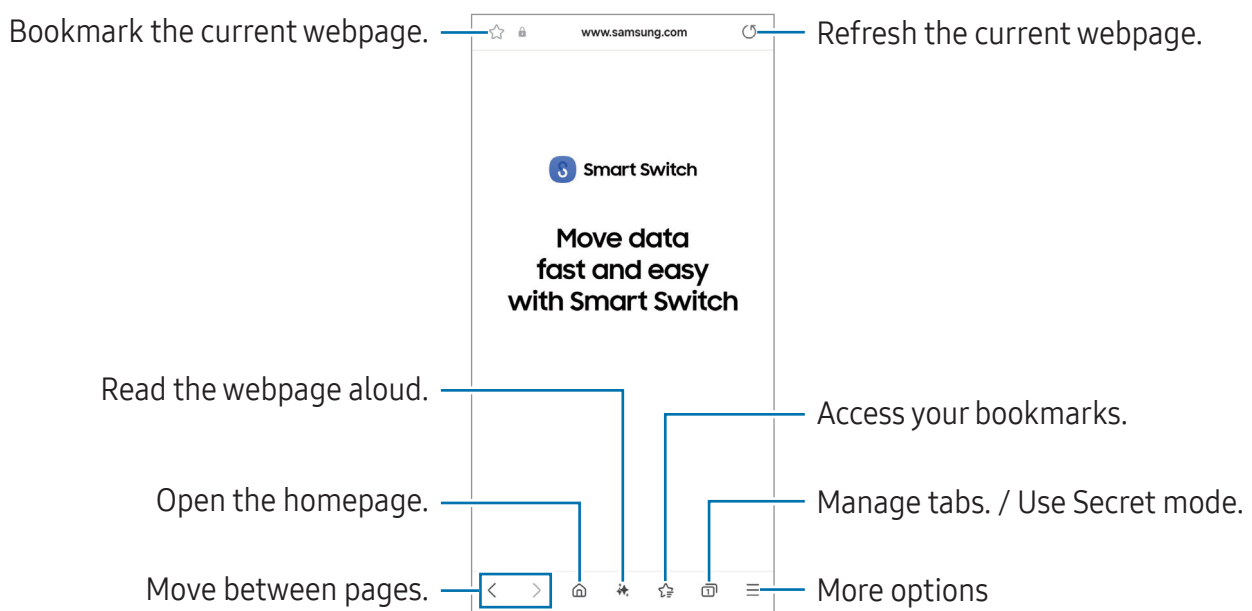 Bookmark the current webpage.
www.samsung.com
Refresh the current webpage.
Smart Switch
Move data
fast and easy
with Smart Switch
Read the webpage aloud.
Access your bookmarks.
Open the homepage.
Manage tabs. / Use Secret mode.
Move between pages.
1
More options